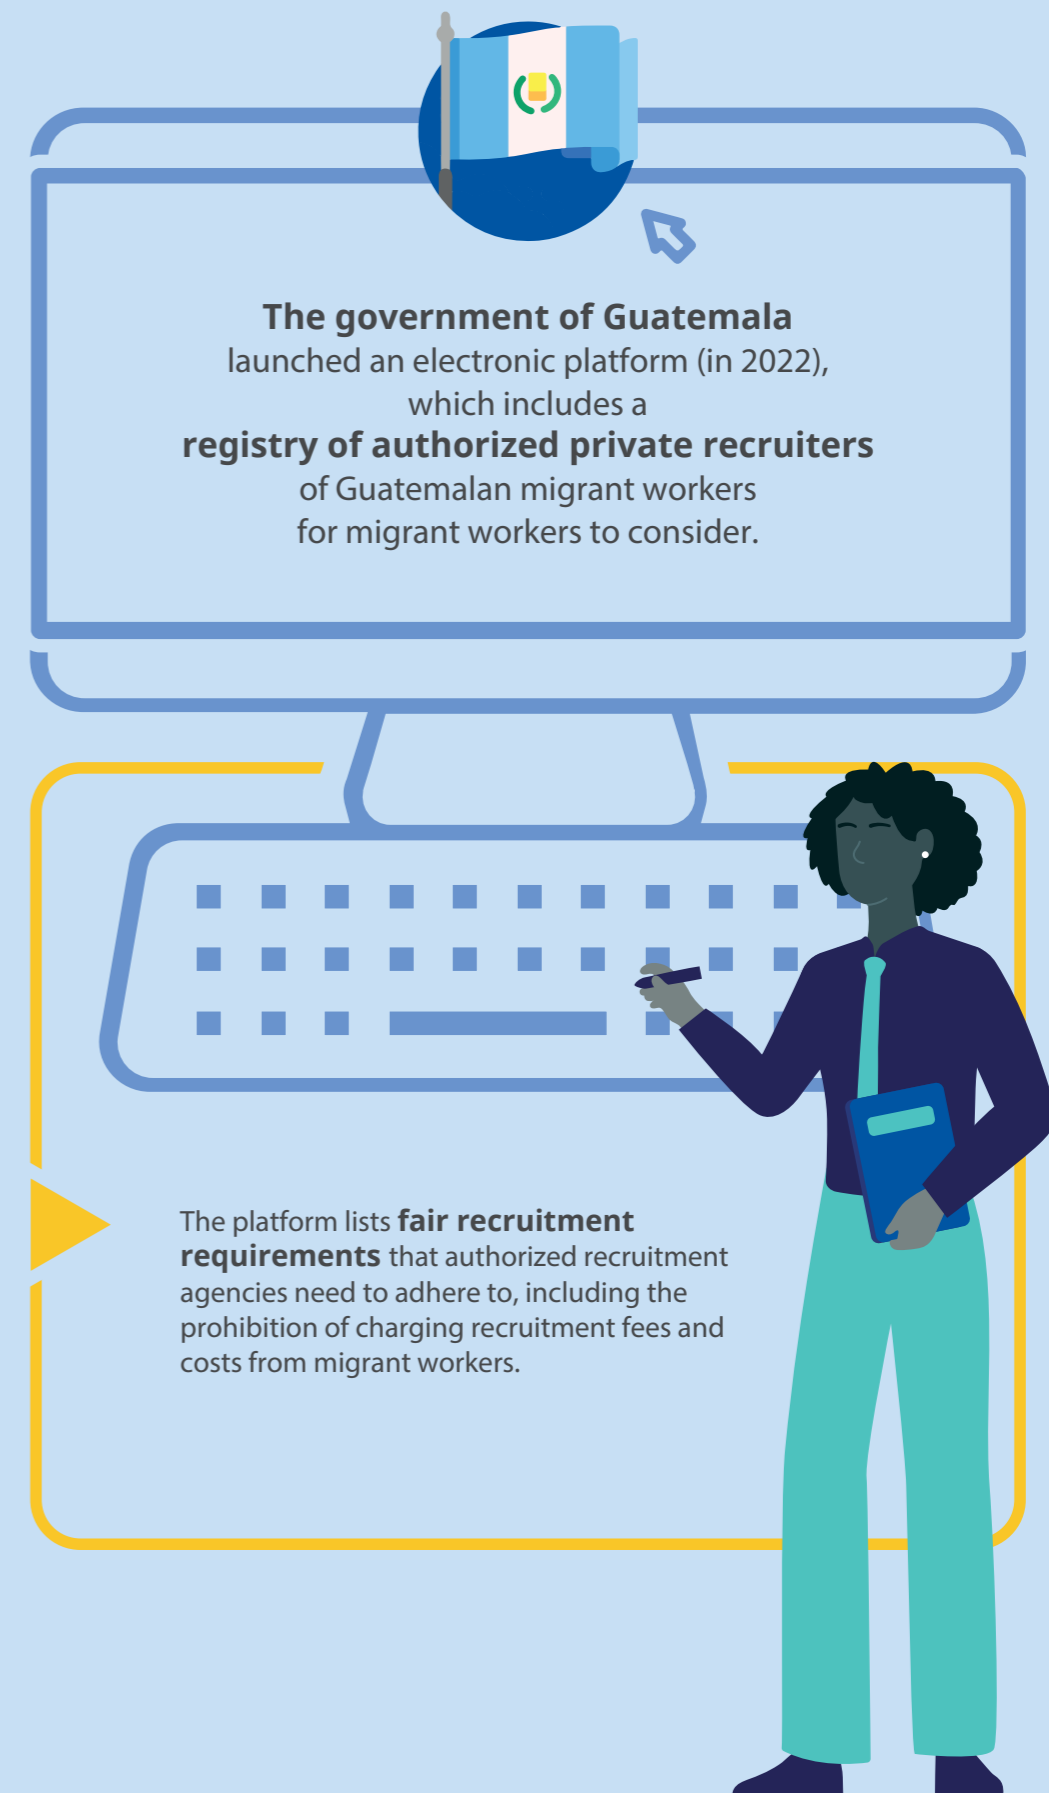 The government of Guatemala
launched an electronic platform (in 2022),
which includes a
registry of authorized private recruiters
of Guatemalan migrant workers
for migrant workers to consider.
The platform lists fair recruitment
requirements that authorized recruitment
agencies need to adhere to, including the
prohibition of charging recruitment fees and
costs from migrant workers.